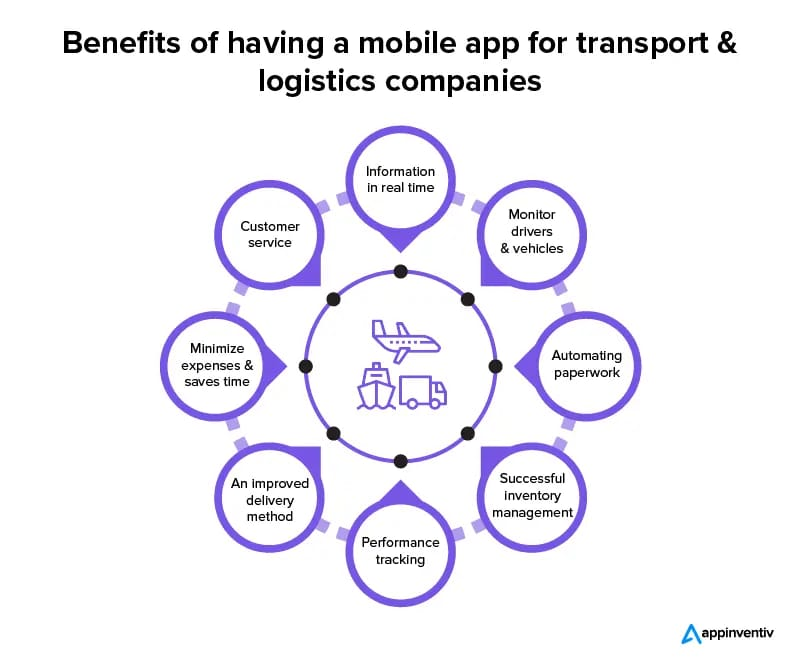 Benefits of having a mobile app for transport &
logistics companies
Information
in real time
Monitor
drivers
& vehicles
Automating
paperwork
Successful
inventory
management
Performance
tracking
An improved
delivery
method
Minimize
expenses &
saves time
Customer
service
appinventiv